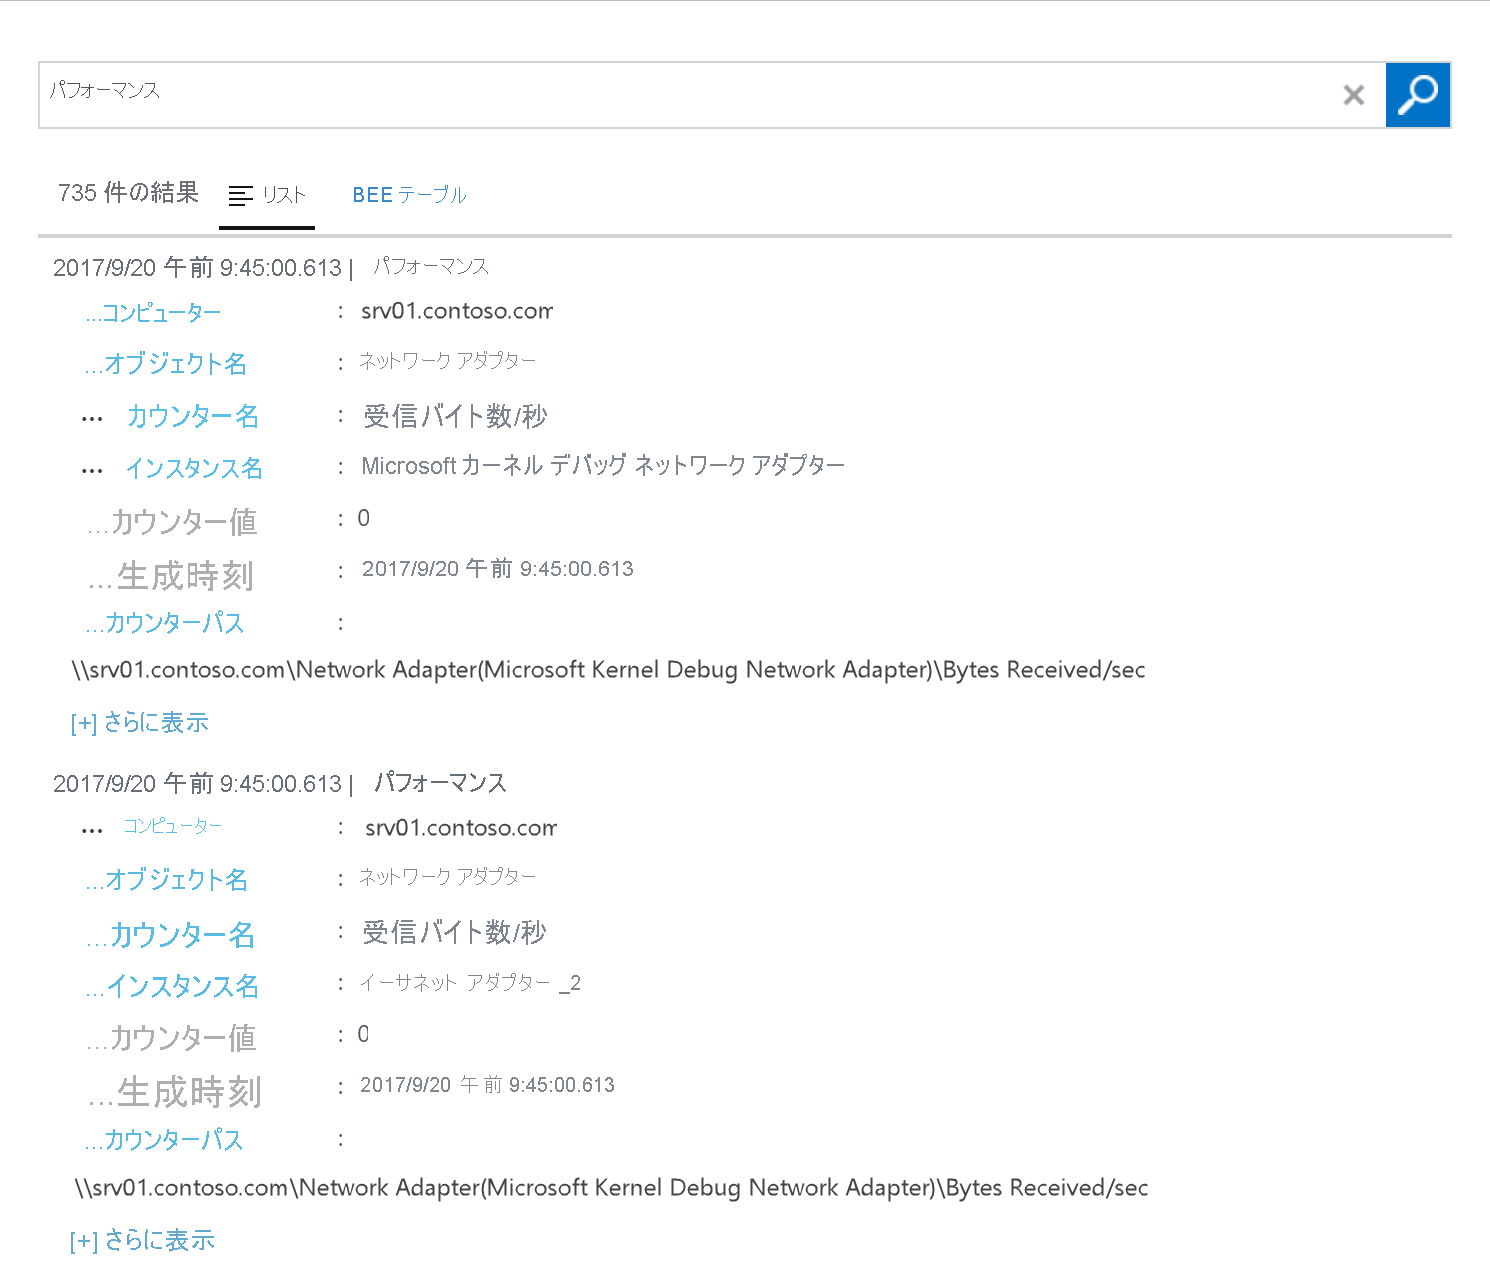 パフォーマンス
735 件の結果 リスト BEE テーブル
2017/9/20 午前 9:45:00.613 | パフォーマンス
...コンピューター : srv01.contoso.com
...オブジェクト名 : ネットワーク アダプター
... カウンター名 : 受信バイト数/秒
... インスタンス名 : Microsoft カーネル デバッグ ネットワーク アダプター
...カウンター値 : 0
...生成時刻 : 2017/9/20 午前 9:45:00.613
...カウンターパス :
\\srv01.contoso.com\Network Adapter(Microsoft Kernel Debug Network Adapter)\Bytes Received/sec
[+] さらに表示
2017/9/20 午前 9:45:00.613 | パフォーマンス
... コンピューター : srv01.contoso.com
...オブジェクト名 : ネットワーク アダプター
...カウンター名 : 受信バイト数/秒
...インスタンス名 : イーサネット アダプター _2
...カウンター値 : 0
...生成時刻 : 2017/9/20 午前 9:45:00.613
...カウンターパス :
\\srv01.contoso.com\Network Adapter(Microsoft Kernel Debug Network Adapter)\Bytes Received/sec
[+] さらに表示